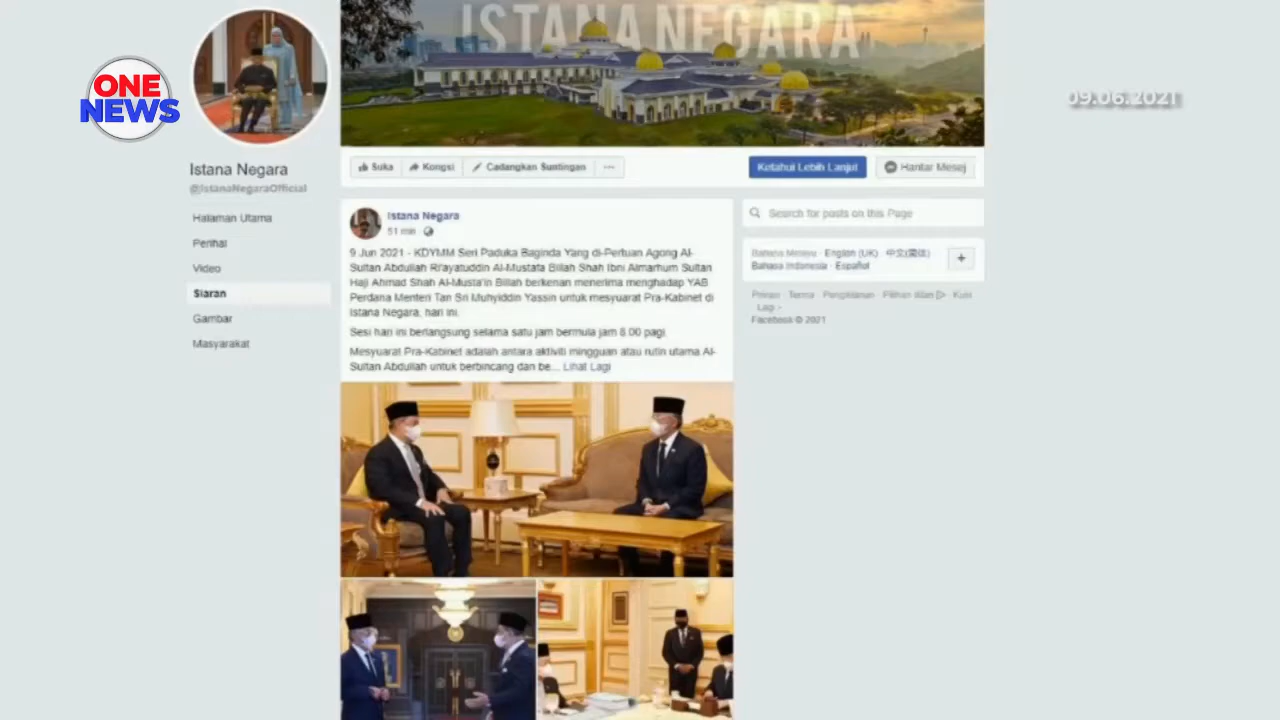 ISTANA NEGARA
ONE
NEWS
09.06.2021
Istana Negara
@IstanaNegaraOfficial
Halaman Utama
Perihal
Video
Siaran
Gambar
Masyarakat
Suka
Kongsi
Cadangkan Suntingan
Ketahui Lebih Lanjut
Hantar Mesej
Istana Negara
51 min
9 Jun 2021 - KDYMM Seri Paduka Baginda Yang di-Pertuan Agong Al-
Sultan Abdullah Ri'ayatuddin Al-Mustafa Billah Shah Ibni Almarhum Sultan
Haji Ahmad Shah Al-Musta'in Billah berkenan menerima menghadap YAB
Perdana Menteri Tan Sri Muhyiddin Yassin untuk mesyuarat Pra-Kabinet di
Istana Negara, hari ini.
Sesi hari ini berlangsung selama satu jam bermula jam 8.00 pagi.
Mesyuarat Pra-Kabinet adalah antara aktiviti mingguan atau rutin utama Al-
Sultan Abdullah untuk berbincang dan be... Lihat Lagi
Search for posts on this Page
Bahasa Melayu · English (UK) · 中文(简体)
Bahasa Indonesia · Español
+
Terma · Pengiklanan · Pilihan Iklan
Lagi
Facebook © 2021